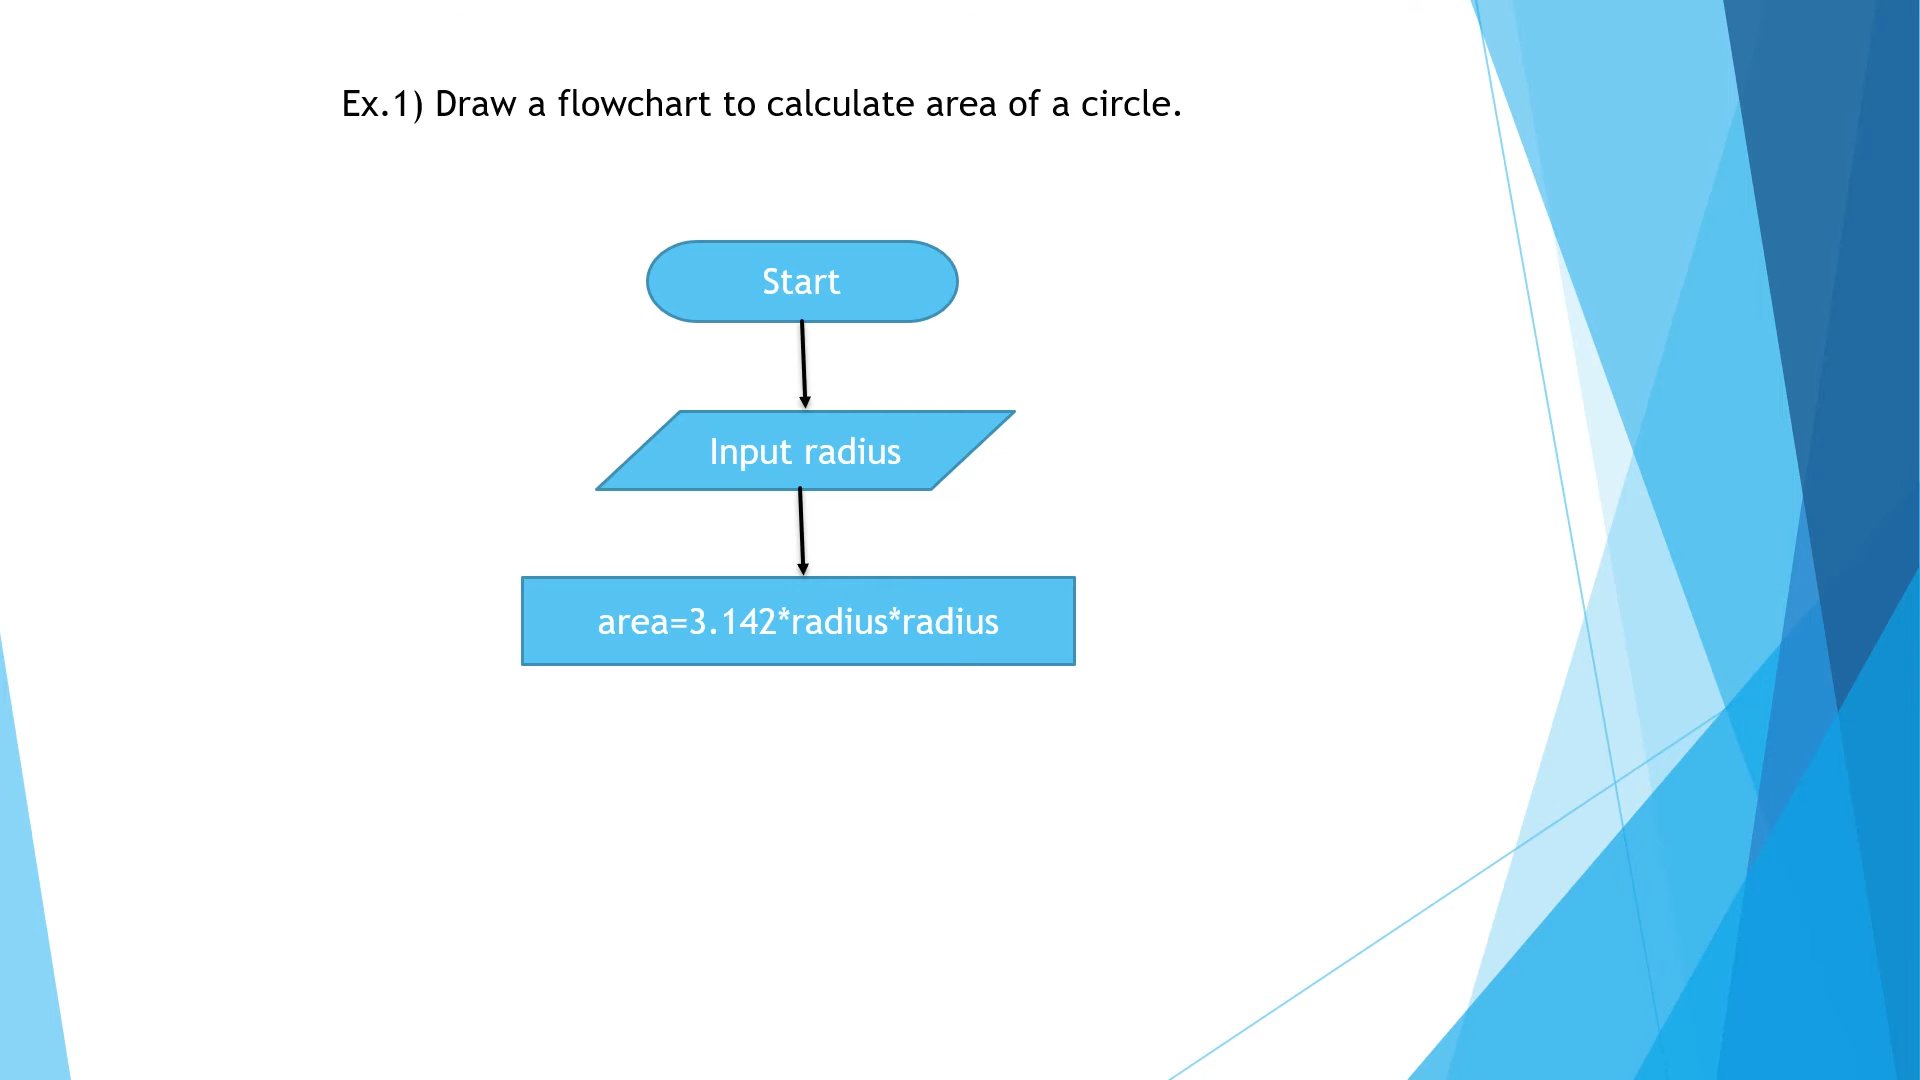 Ex.1) Draw a flowchart to calculate area of a circle.
Start
Input radius
area=3.142*radius*radius